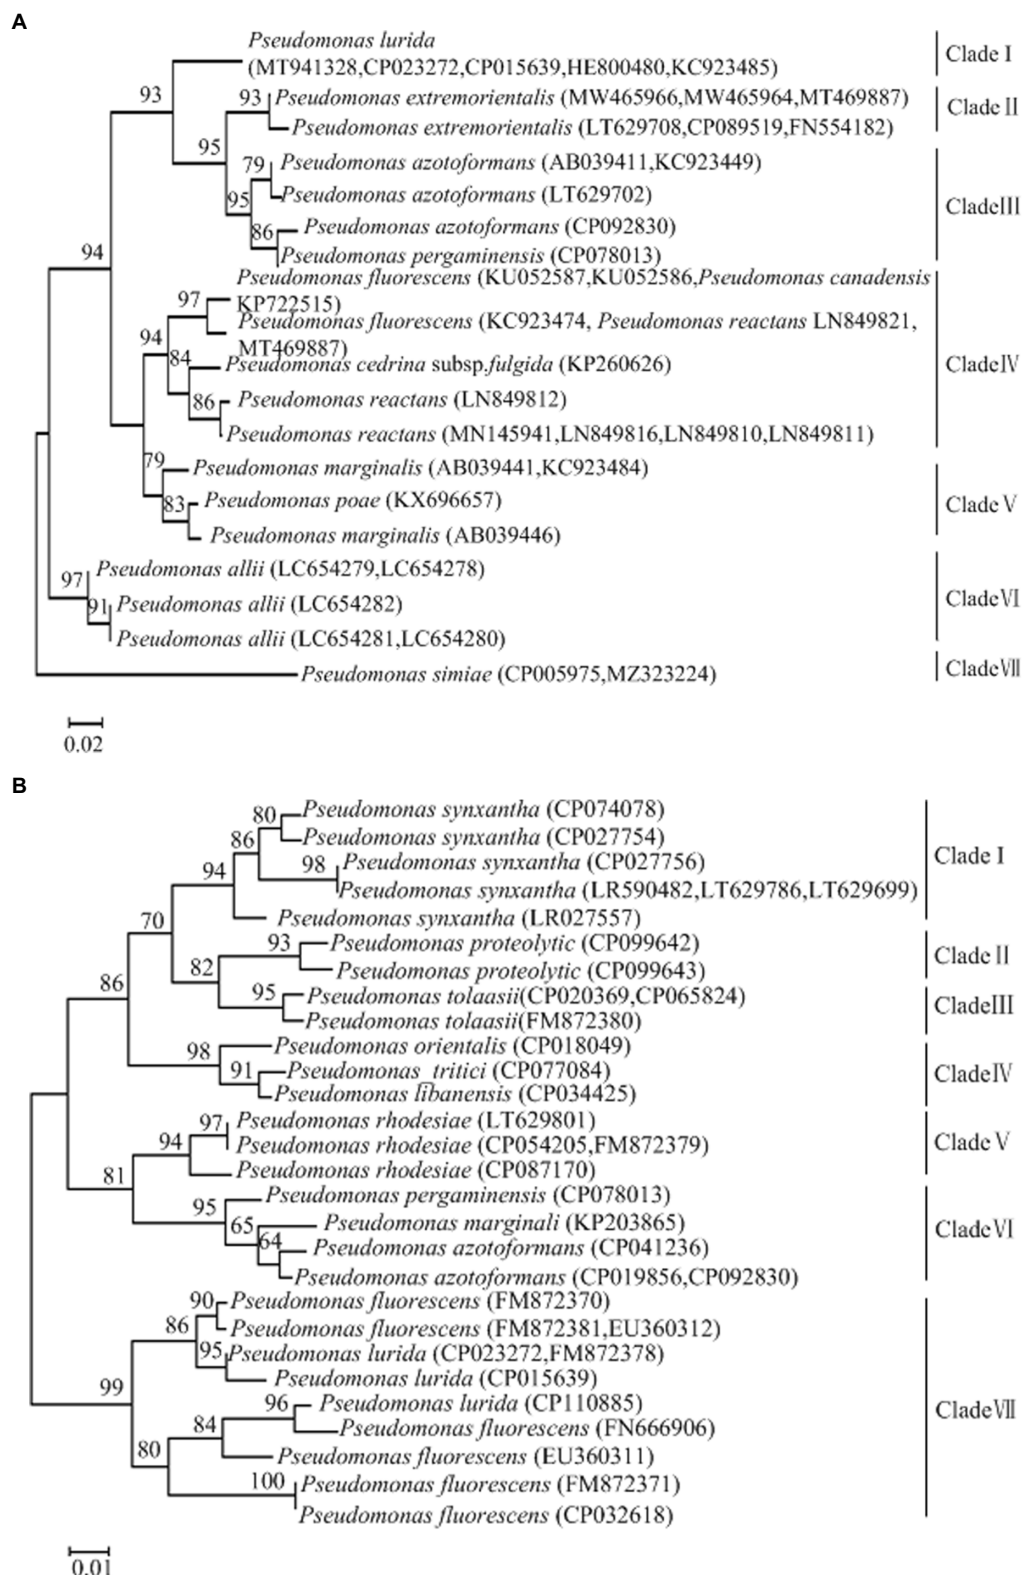 A
Pseudomonas lurida
(MT941328,CP023272,CP015639,HE800480,KC923485)
Clade I
93
93
Pseudomonas extremorientalis (MW465966,MW465964,MT469887)
Clade II
Pseudomonas extremorientalis (LT629708,CP089519,FN554182)
95
79
Pseudomonas azotoformans (AB039411,KC923449)
95
Pseudomonas azotoformans (LT629702)
CladeIII
86
Pseudomonas azotoformans (CP092830)
Pseudomonas pergaminensis (CP078013)
94
Pseudomonas fluorescens (KU052587,KU052586,Pseudomonas canadensis
KP722515)
97
Pseudomonas fluorescens (KC923474, Pseudomonas reactans LN849821,
MT469887)
94
84
Pseudomonas cedrina subsp.fulgida (KP260626)
CladeIV
86
Pseudomonas reactans (LN849812)
Pseudomonas reactans (MN145941,LN849816,LN849810,LN849811)
79
Pseudomonas marginalis (AB039441,KC923484)
83
Pseudomonas poae (KX696657)
Clade V
Pseudomonas marginalis (AB039446)
97
Pseudomonas allii (LC654279,LC654278)
91
Pseudomonas allii (LC654282)
CladeVI
Pseudomonas allii (LC654281,LC654280)
Pseudomonas simiae (CP005975,MZ323224)
CladeVII
0.02
B
80
Pseudomonas synxantha (CP074078)
86
Pseudomonas synxantha (CP027754)
94
98
Pseudomonas synxantha (CP027756)
Clade I
Pseudomonas synxantha (LR590482,LT629786,LT629699)
70
Pseudomonas synxantha (LR027557)
93
Pseudomonas proteolytic (CP099642)
Clade II
82
Pseudomonas proteolytic (CP099643)
86
95
Pseudomonas tolaasii(CP020369,CP065824)
CladeIII
Pseudomonas tolaasii(FM872380)
98
Pseudomonas orientalis (CP018049)
91
Pseudomonas_tritici (CP077084)
CladeIV
Pseudomonas libanensis (CP034425)
97
Pseudomonas rhodesiae (LT629801)
94
Pseudomonas rhodesiae (CP054205,FM872379)
Clade V
81
Pseudomonas rhodesiae (CP087170)
95
Pseudomonas pergaminensis (CP078013)
65
Pseudomonas marginali (KP203865)
CladeVI
64
Pseudomonas azotoformans (CP041236)
Pseudomonas azotoformans (CP019856,CP092830)
90
Pseudomonas fluorescens (FM872370)
86
Pseudomonas fluorescens (FM872381,EU360312)
95
Pseudomonas lurida (CP023272,FM872378)
Pseudomonas lurida (CP015639)
99
96
Pseudomonas lurida (CP110885)
CladeVII
84
Pseudomonas fluorescens (FN666906)
80
Pseudomonas fluorescens (EU360311)
100
Pseudomonas fluorescens (FM872371)
Pseudomonas fluorescens (CP032618)
0.01